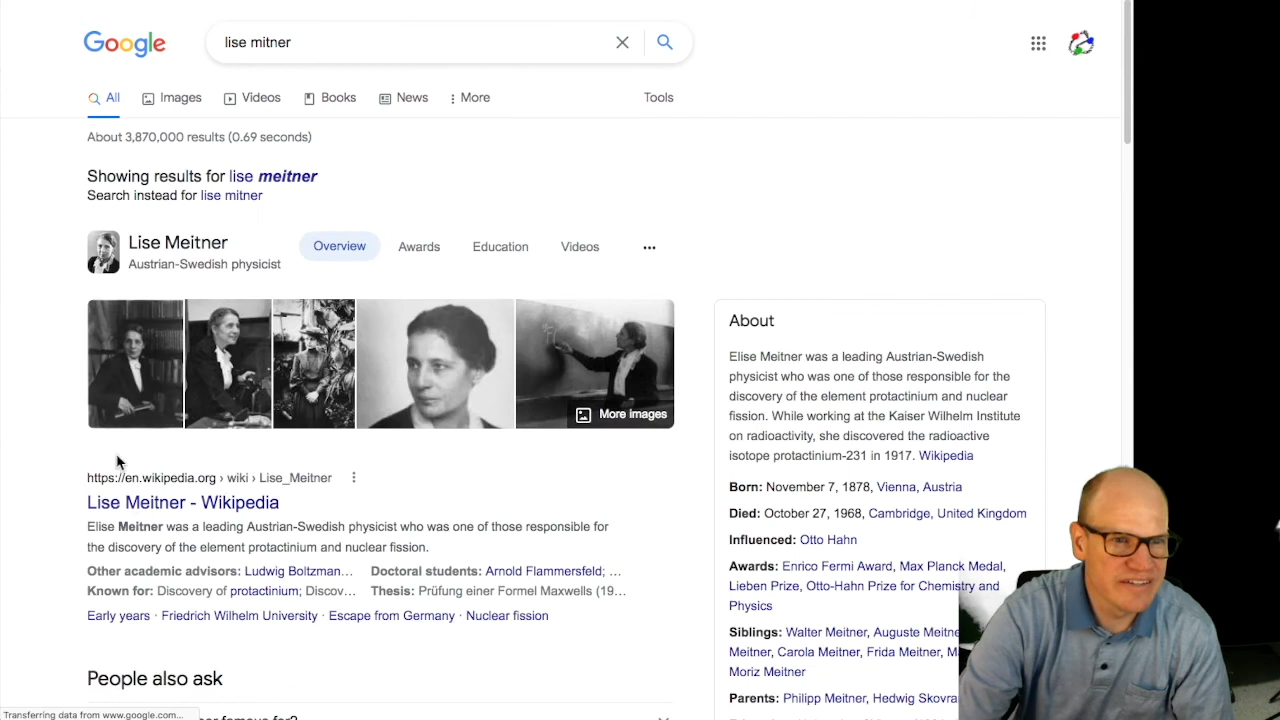 Google
lise mitner
All
Images
Videos
Books
News
More
Tools
About 3,870,000 results (0.69 seconds)
Showing results for lise meitner
Search instead for lise mitner
Lise Meitner
Austrian-Swedish physicist
Overview
Awards
Education
Videos
More images
https://en.wikipedia.org › wiki › Lise_Meitner
Lise Meitner - Wikipedia
Elise Meitner was a leading Austrian-Swedish physicist who was one of those responsible for
the discovery of the element protactinium and nuclear fission.
Other academic advisors: Ludwig Boltzman... Doctoral students: Arnold Flammersfeld; ...
Known for: Discovery of protactinium; Discov... Thesis: Prüfung einer Formel Maxwells (19...
Early years · Friedrich Wilhelm University · Escape from Germany · Nuclear fission
People also ask
famous for?
Transferring data from www.google.com...
About
Elise Meitner was a leading Austrian-Swedish
physicist who was one of those responsible for the
discovery of the element protactinium and nuclear
fission. While working at the Kaiser Wilhelm Institute
on radioactivity, she discovered the radioactive
isotope protactinium-231 in 1917. Wikipedia
Born: November 7, 1878, Vienna, Austria
Died: October 27, 1968, Cambridge, United Kingdom
Influenced: Otto Hahn
Awards: Enrico Fermi Award, Max Planck Medal,
Lieben Prize, Otto-Hahn Prize for Chemistry and
Physics
Siblings: Walter Meitner, Auguste Meitne
Meitner, Carola Meitner, Frida Meitner,
Moriz Meitner
Parents: Philipp Meitner, Hedwig Skovra